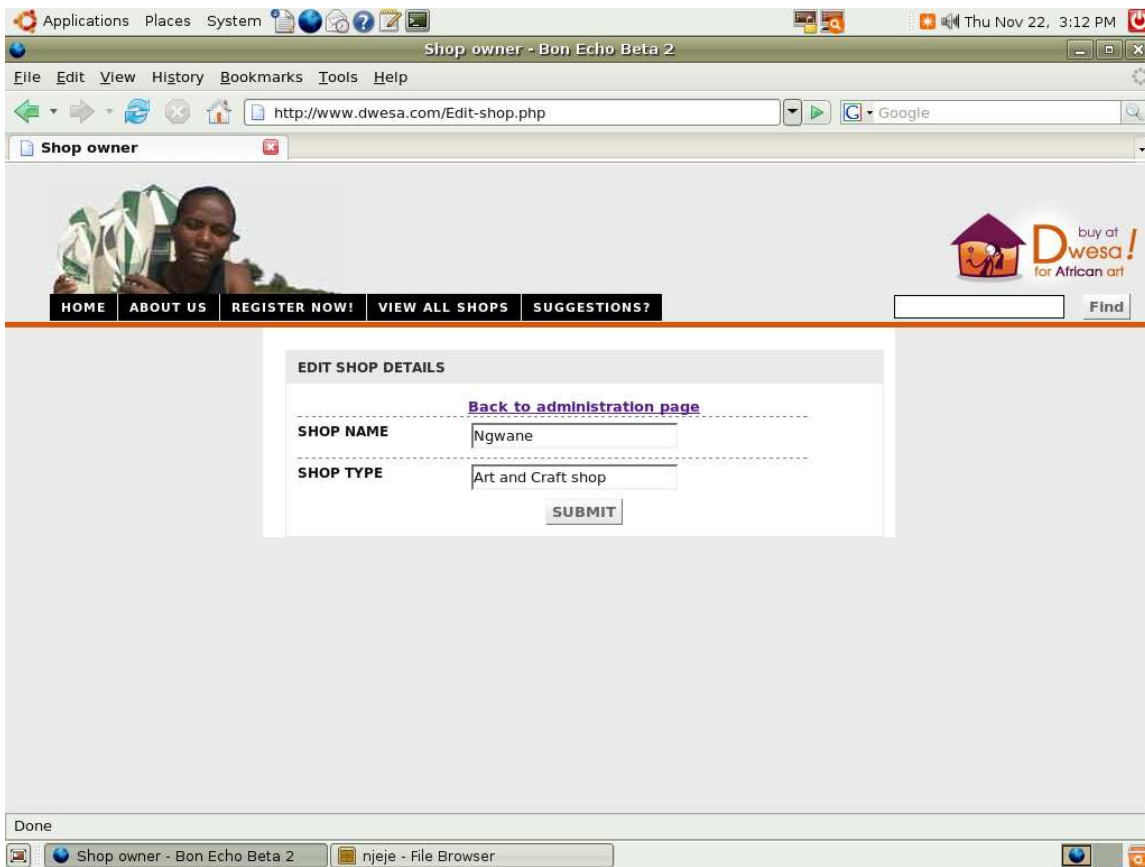 Applications Places System Thu Nov 22, 3:12 PM
Shop owner - Bon Echo Beta 2
File Edit View History Bookmarks Tools Help
http://www.dwesa.com/Edit-shop.php G Google
Shop owner
buy at
Dwesa!
for African art
HOME ABOUT US REGISTER NOW! VIEW ALL SHOPS SUGGESTIONS? Find
EDIT SHOP DETAILS
Back to administration page
SHOP NAME Ngwane
SHOP TYPE Art and Craft shop
SUBMIT
Done
Shop owner - Bon Echo Beta 2 njeje - File Browser